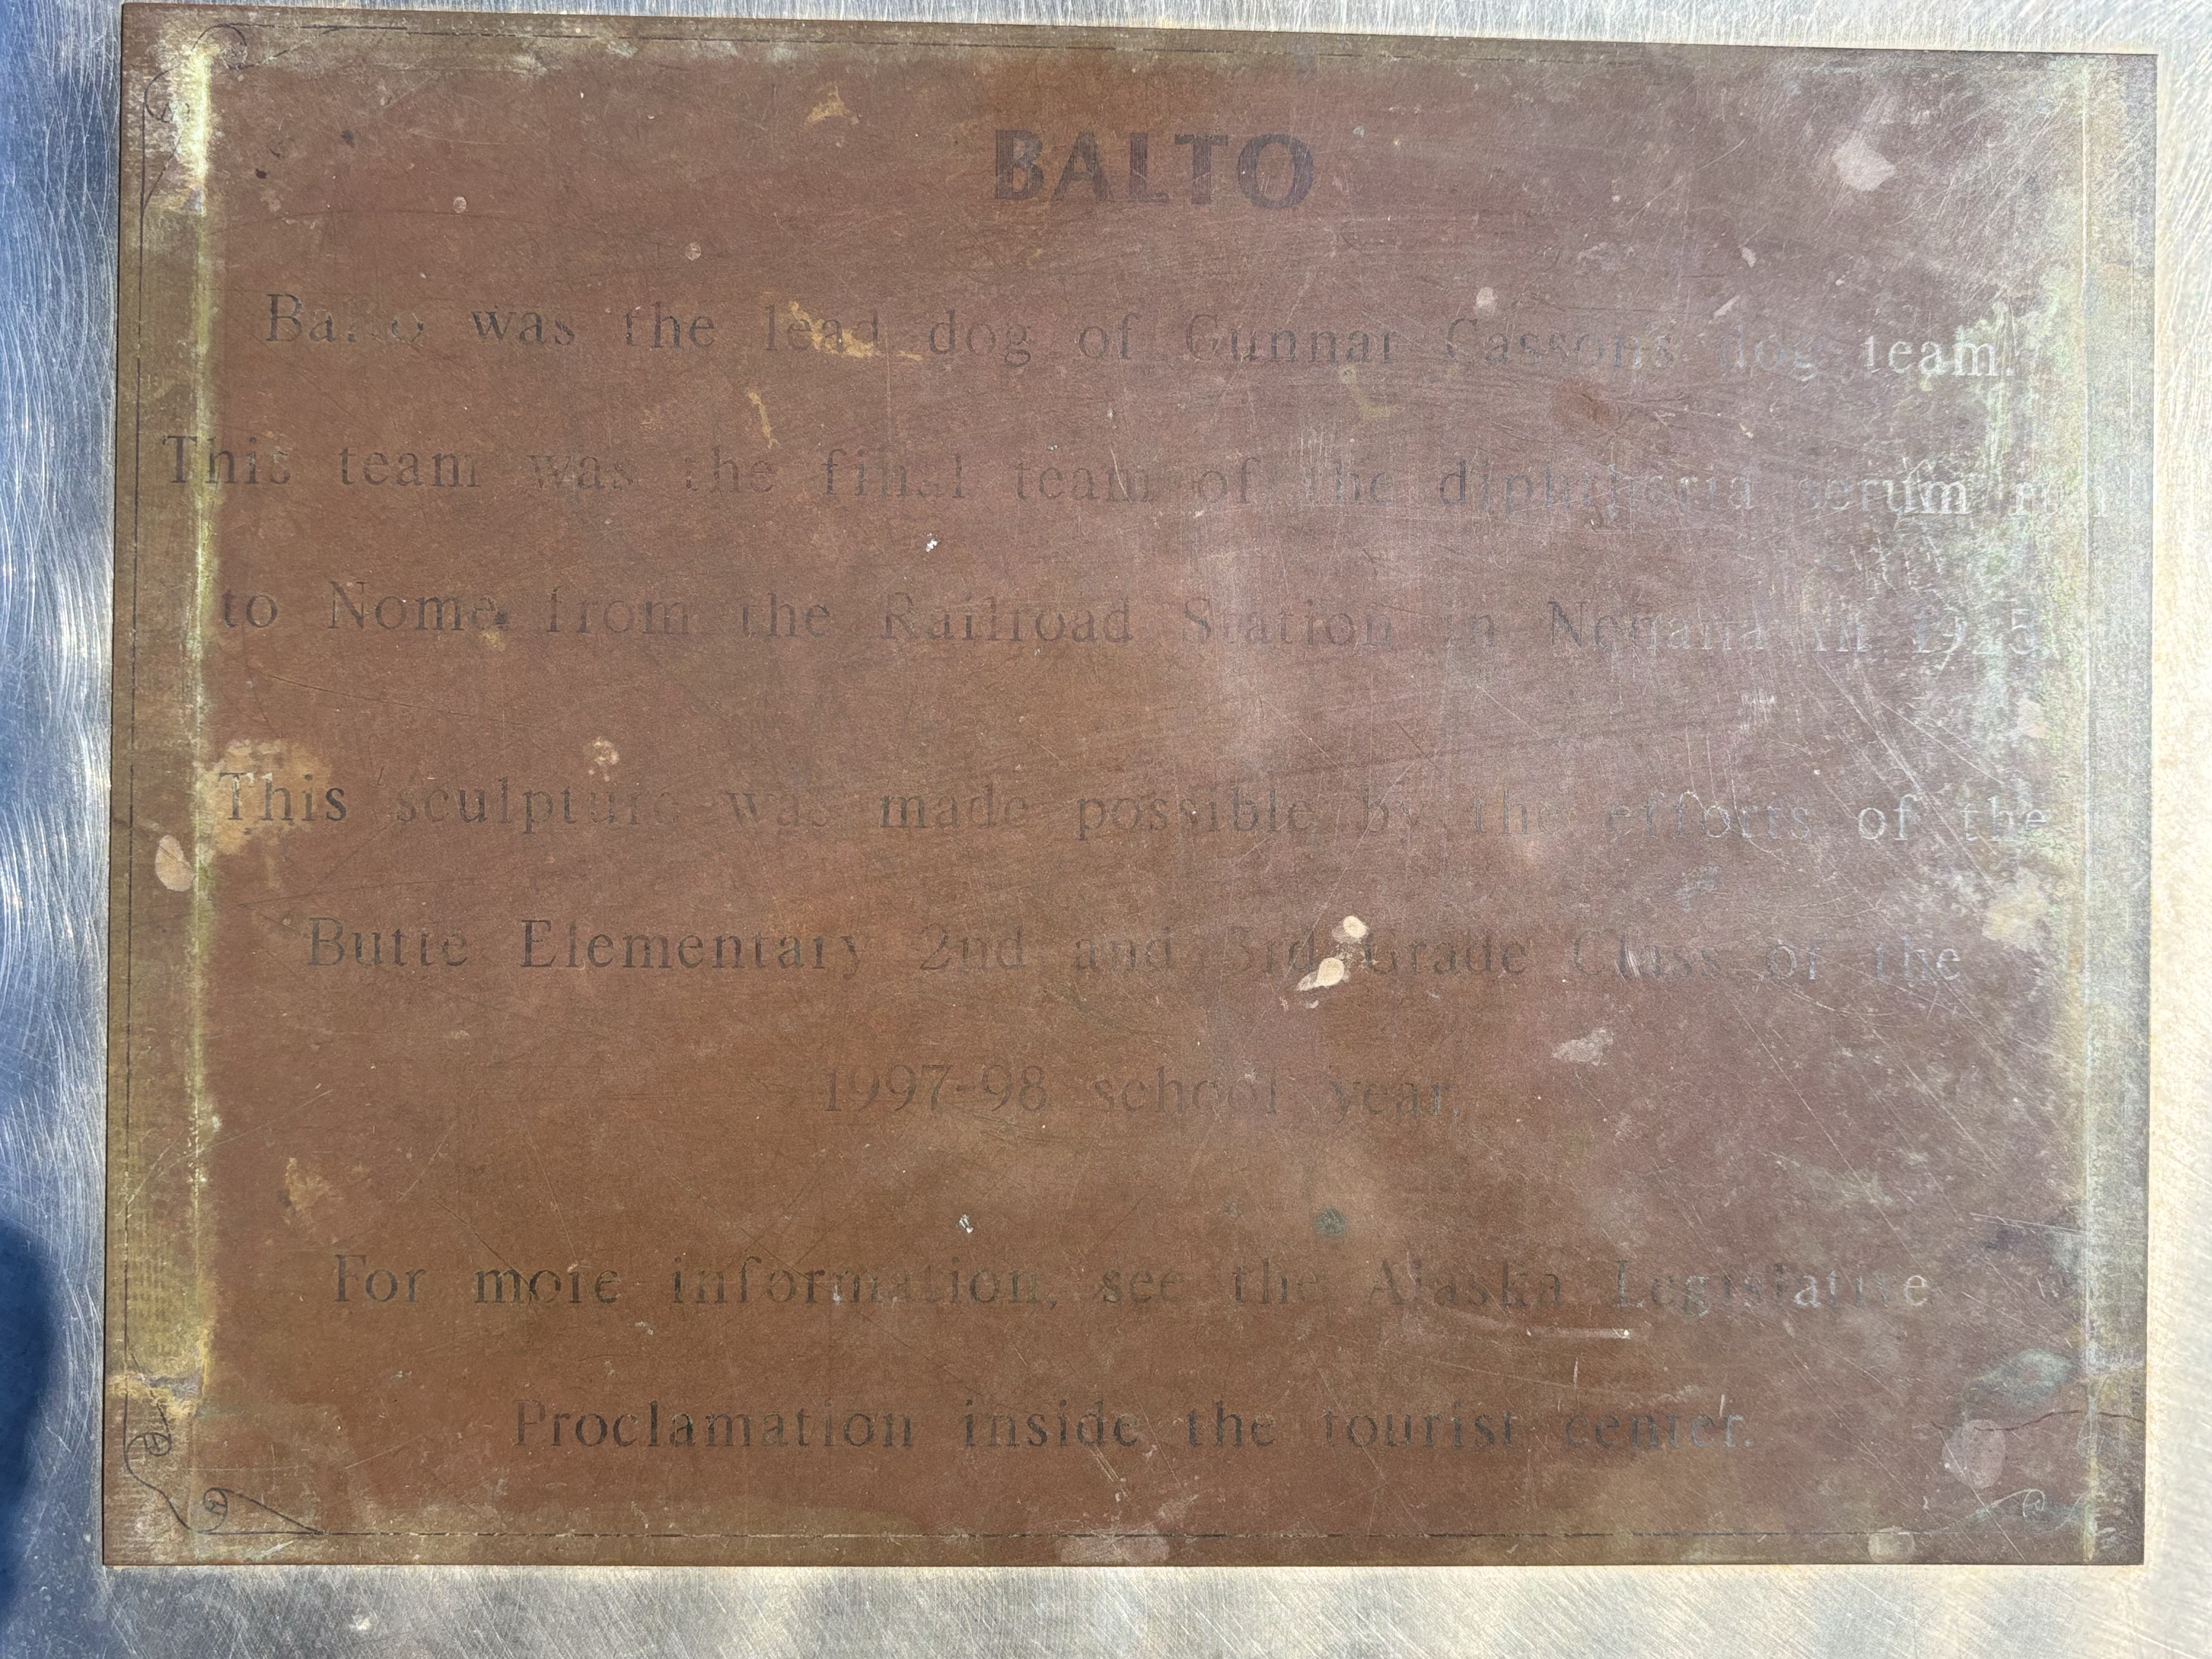 BALTO
Balto was the lead dog of Gunnar Cassons dog team.
This team was the final team of the diphtheria serum run
to Nome from the Railroad Station in Nenana in 1925.
This sculpture was made possible by the efforts of the
Butte Elementary 2nd and 3rd Grade Class of the
1997-98 school year.
For more information, see the Alaska Legislative
Proclamation inside the tourist center.